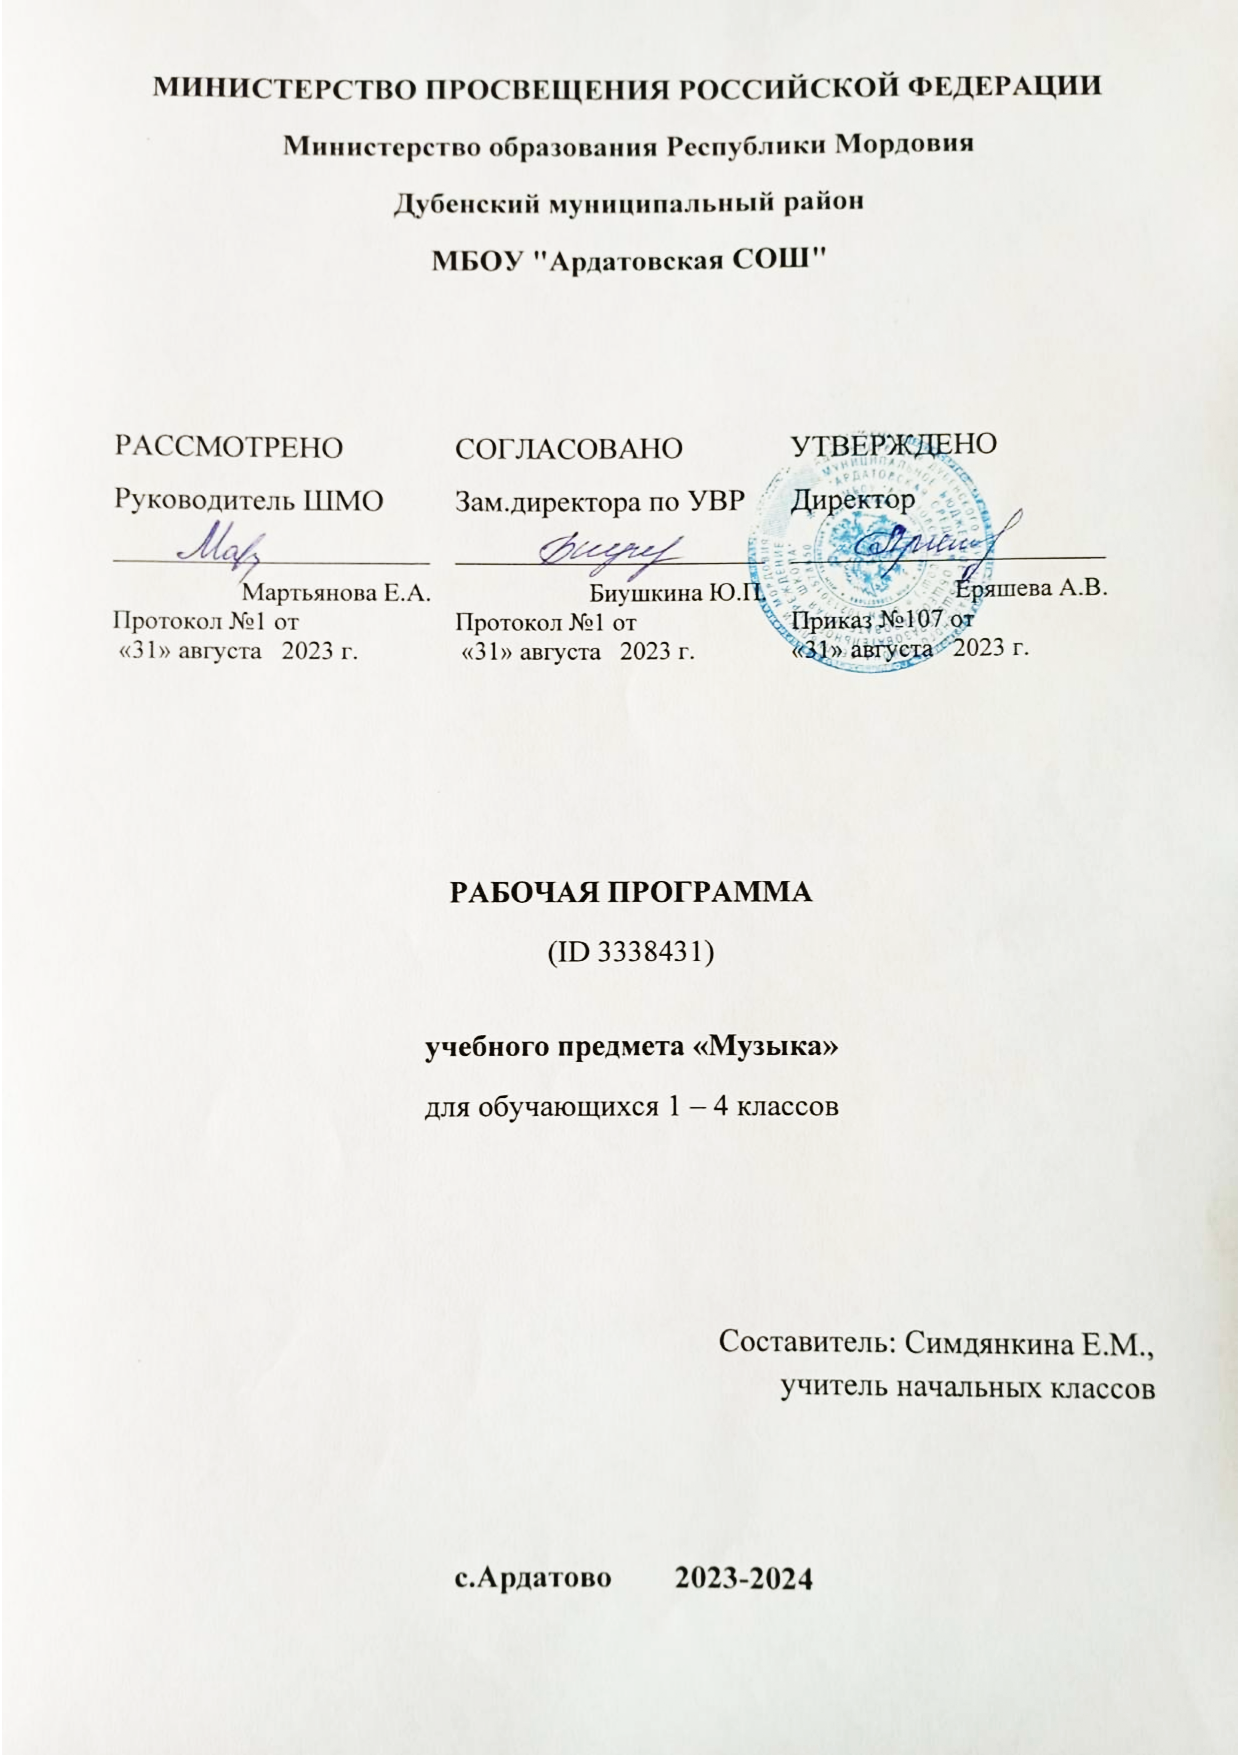 МИНИСТЕРСТВО ПРОСВЕЩЕНИЯ РОССИЙСКОЙ ФЕДЕРАЦИИ
Министерство образования Республики Мордовия
Дубенский муниципальный район
МБОУ "Ардатовская СОШ"
РАССМОТРЕНО
Руководитель ШМО
Мартьянова Е.А.
Протокол №1 от
«31» августа 2023 г.
СОГЛАСОВАНО
Зам.директора по УВР
Биушкина Ю.П.
Протокол №1 от
«31» августа 2023 г.
УТВЕРЖДЕНО
Директор
Еряшева А.В.
Приказ №107 от
«31» августа 2023 г.
РАБОЧАЯ ПРОГРАММА
(ID 3338431)
учебного предмета «Музыка»
для обучающихся 1 – 4 классов
Составитель: Симдянкина Е.М.,
учитель начальных классов
с.Ардатово 2023-2024